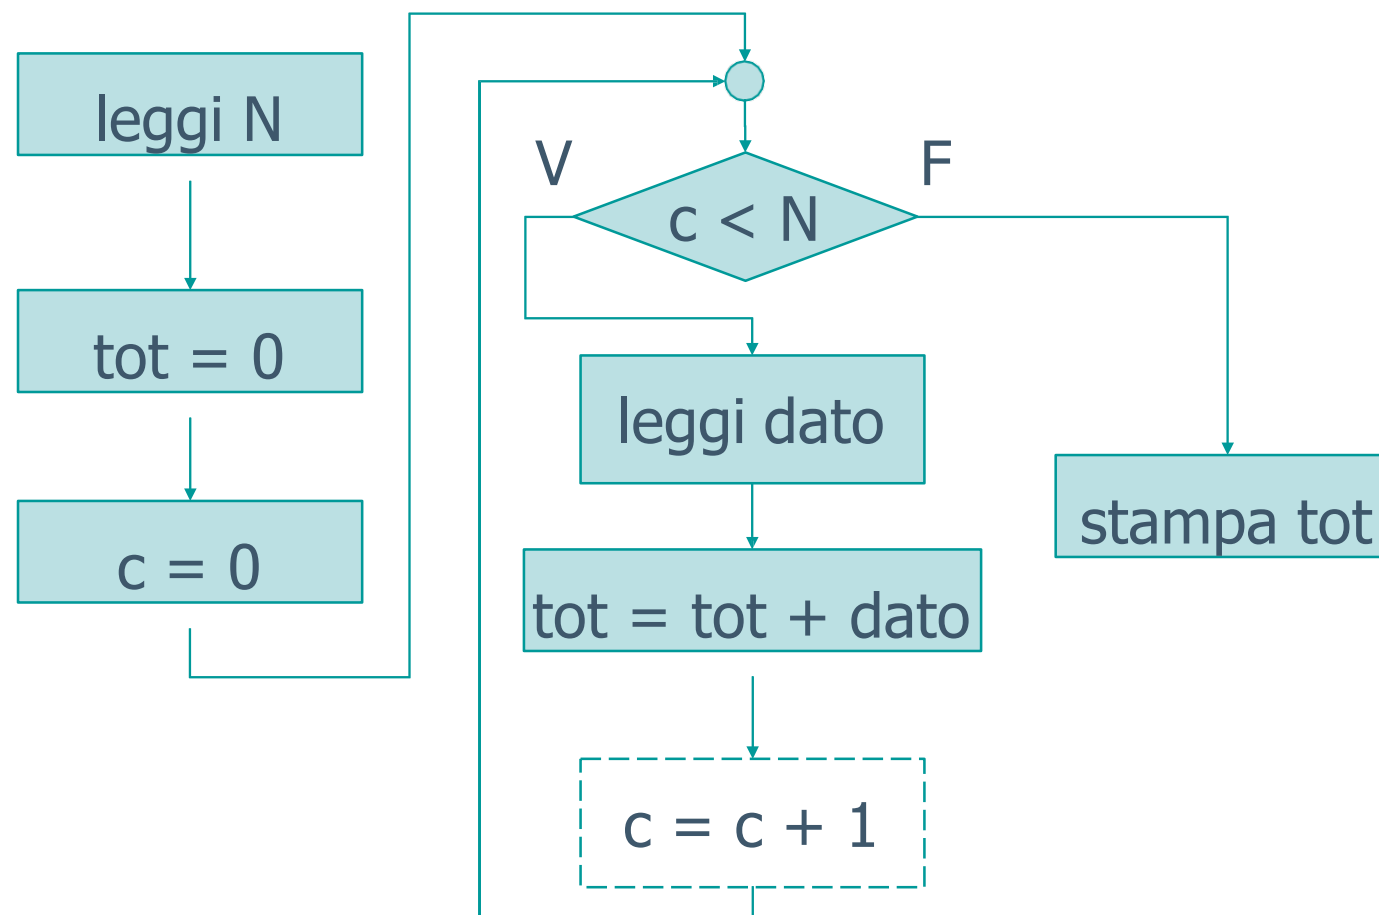 leggi N
tot = 0
c = 0
V
F
c < N
leggi dato
tot = tot + dato
c = c + 1
stampa tot